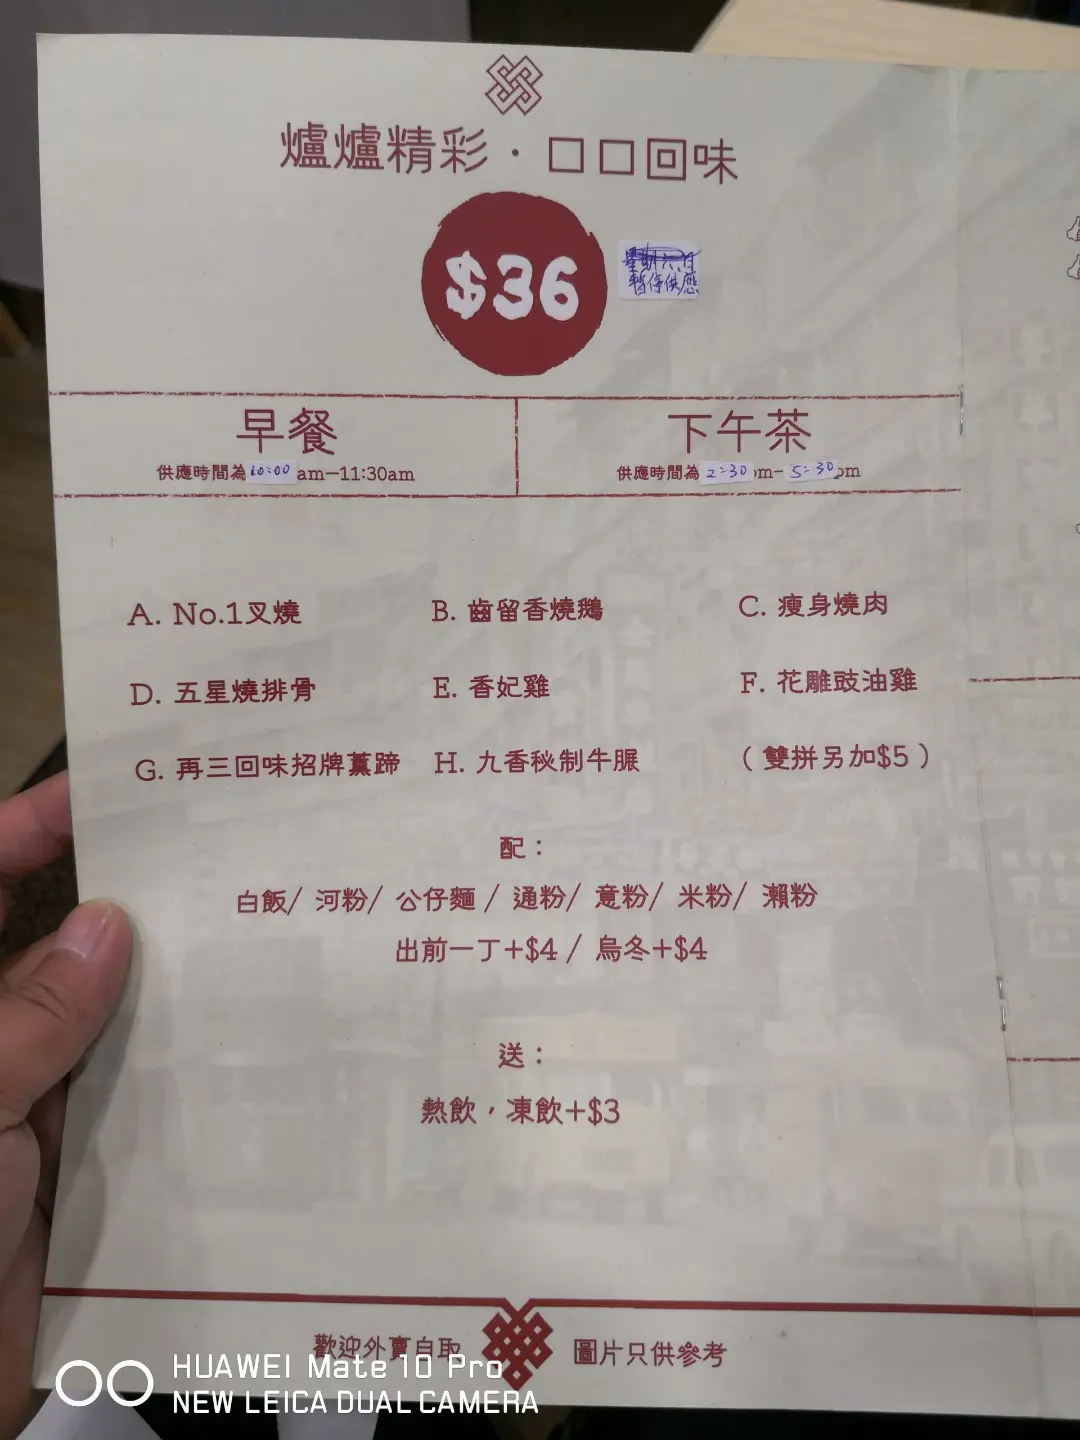 爐爐精彩·口口回味
$36
星期六日
暫停供應
早餐
供應時間為10:00am—11:30am
下午茶
供應時間為2:30pm—5:30pm
A. No.1叉燒
B. 齒留香燒鵝
C. 瘦身燒肉
D. 五星燒排骨
E. 香妃雞
F. 花雕豉油雞
G. 再三回味招牌薰蹄
H. 九香秘制牛𦟌
( 雙拼另加$5 )
配：
白飯/ 河粉/ 公仔麵 / 通粉/ 意粉/ 米粉/ 瀨粉
出前一丁+$4 / 烏冬+$4
送：
熱飲，凍飲+$3
歡迎外賣自取
圖片只供參考
HUAWEI Mate 10 Pro
NEW LEICA DUAL CAMERA